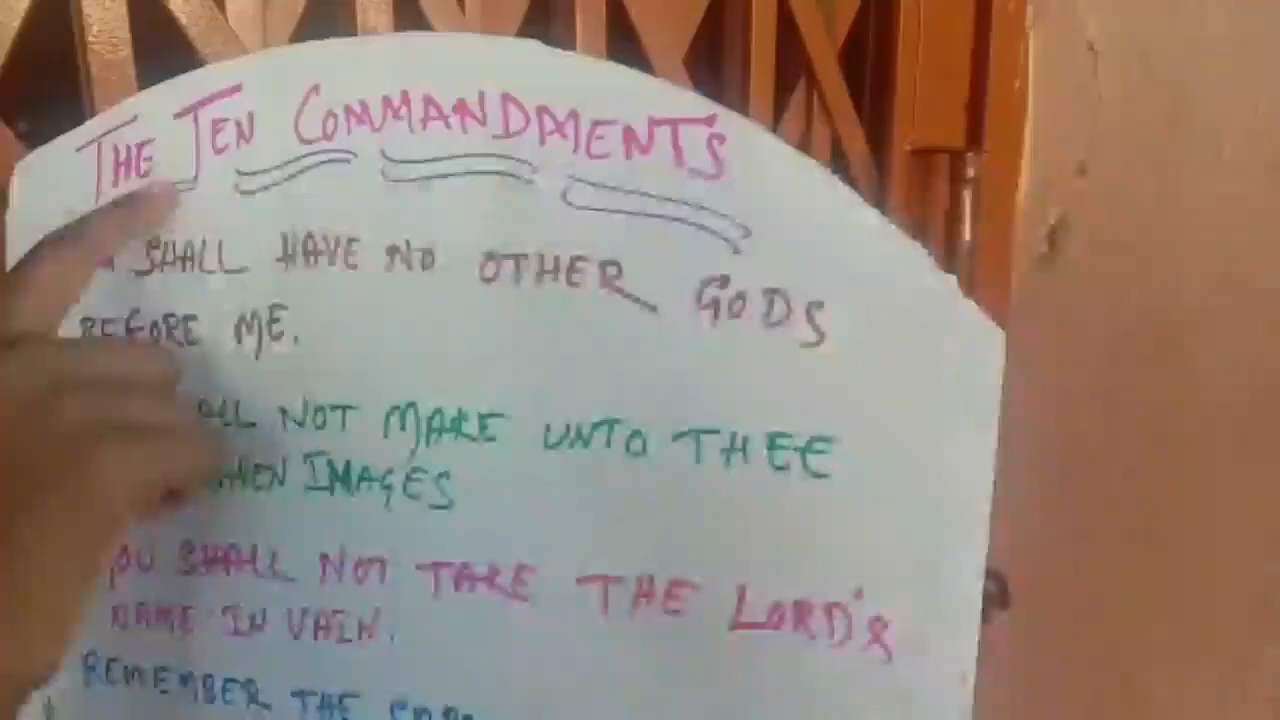 THE TEN COMMANDMENTS
SHALL HAVE NO OTHER GODS
BEFORE ME.
NOT MAKE UNTO THEE
IMAGES
SHALL NOT TAKE THE LORD'S
NAME IN VAIN.
REMEMBER THE